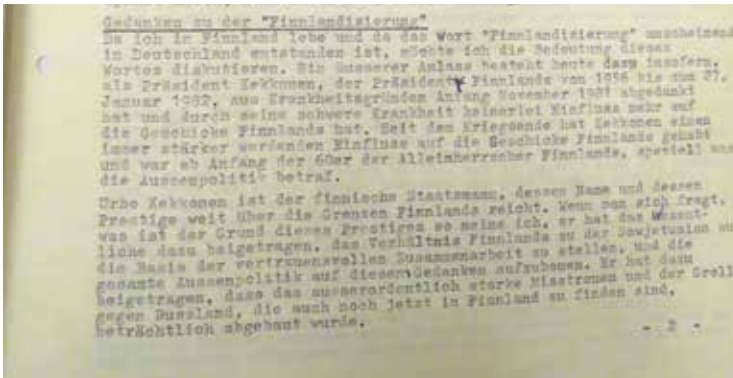 Gedanken zu der "Finnlandisierung"
Da ich in Finnland lebe und da das Wort "Finnlandisierung" anscheinend
in Deutschland entstanden ist, möchte ich die Bedeutung dieses
Wortes diskutieren. Ein äusserer Anlass besteht heute dazu insofern,
als Präsident Kekkonen, der Präsident Finnlands von 1956 bis zum 27.
Januar 1982, aus Krankheitsgründen Anfang November 1981 abgedankt
hat und durch seine schwere Krankheit keinerlei Einfluss mehr auf
die Geschicke Finnlands hat. Seit dem Kriegsende hat Kekkonen einen
immer stärker werdenden Einfluss auf die Geschicke Finnlands gehabt
und war ab Anfang der 60er der Alleinherrscher Finnlands, speziell was
die Aussenpolitik betraf.
Urho Kekkonen ist der finnische Staatsmann, dessen Name und dessen
Prestige weit über die Grenzen Finnlands reicht. Wenn man sich fragt,
was ist der Grund dieses Prestiges so meine ich, er hat das Wesent-
liche dazu beigetragen, das Verhältnis Finnlands zu der Sowjetunion auf
die Basis der vertrauensvollen Zusammenarbeit zu stellen, und die
gesamte Aussenpolitik auf diesen Gedanken aufzubauen. Er hat dazu
beigetragen, dass das ausserordentlich starke Misstrauen und der Groll
gegen Russland, die auch noch jetzt in Finnland zu finden sind,
beträchtlich abgebaut wurde.
- 2 -